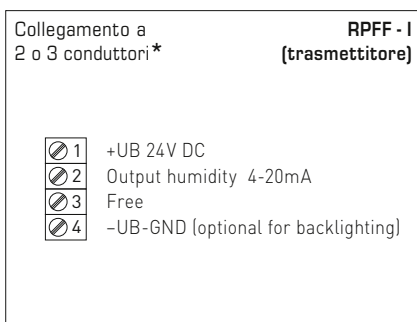 Collegamento a
2 o 3 conduttori*
RPFF - I
(trasmettitore)
1 +UB 24V DC
2 Output humidity 4-20mA
3 Free
4 –UB-GND (optional for backlighting)